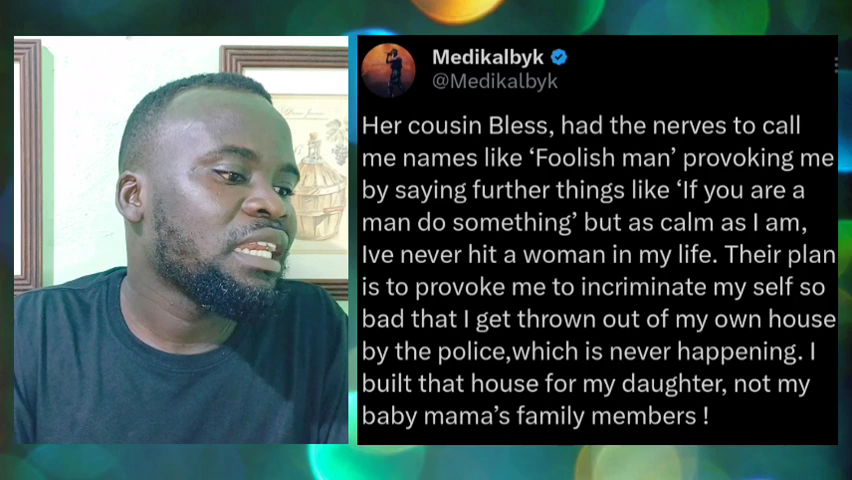 Medikalbyk
@Medikalbyk
Her cousin Bless, had the nerves to call
me names like ‘Foolish man’ provoking me
by saying further things like ‘If you are a
man do something’ but as calm as I am,
Ive never hit a woman in my life. Their plan
is to provoke me to incriminate my self so
bad that I get thrown out of my own house
by the police,which is never happening. I
built that house for my daughter, not my
baby mama’s family members !